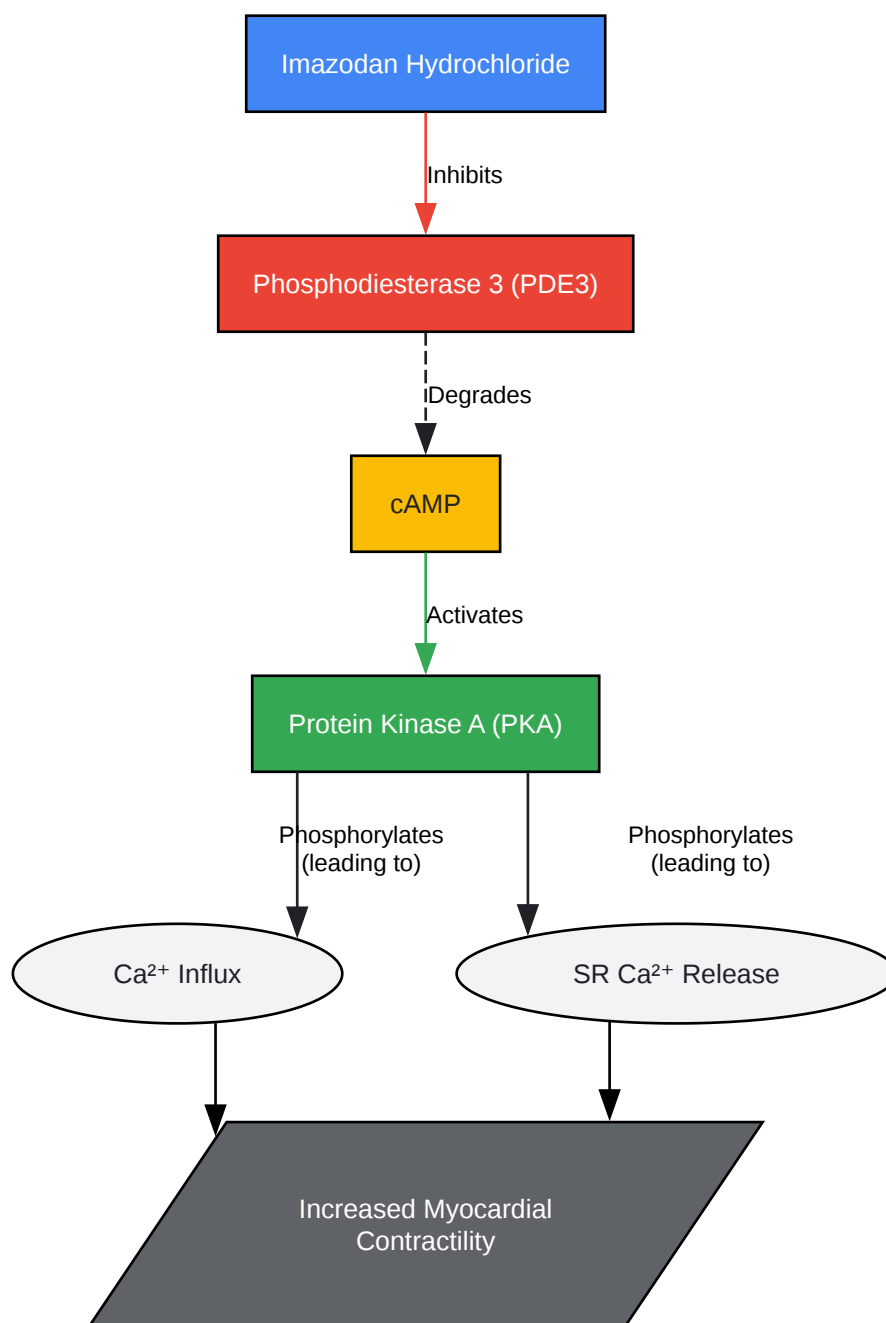 Imazodan Hydrochloride
Inhibits
Phosphodiesterase 3 (PDE3)
Degrades
cAMP
Activates
Protein Kinase A (PKA)
Phosphorylates
(leading to)
Phosphorylates
(leading to)
Ca²⁺ Influx
SR Ca²⁺ Release
Increased Myocardial
Contractility